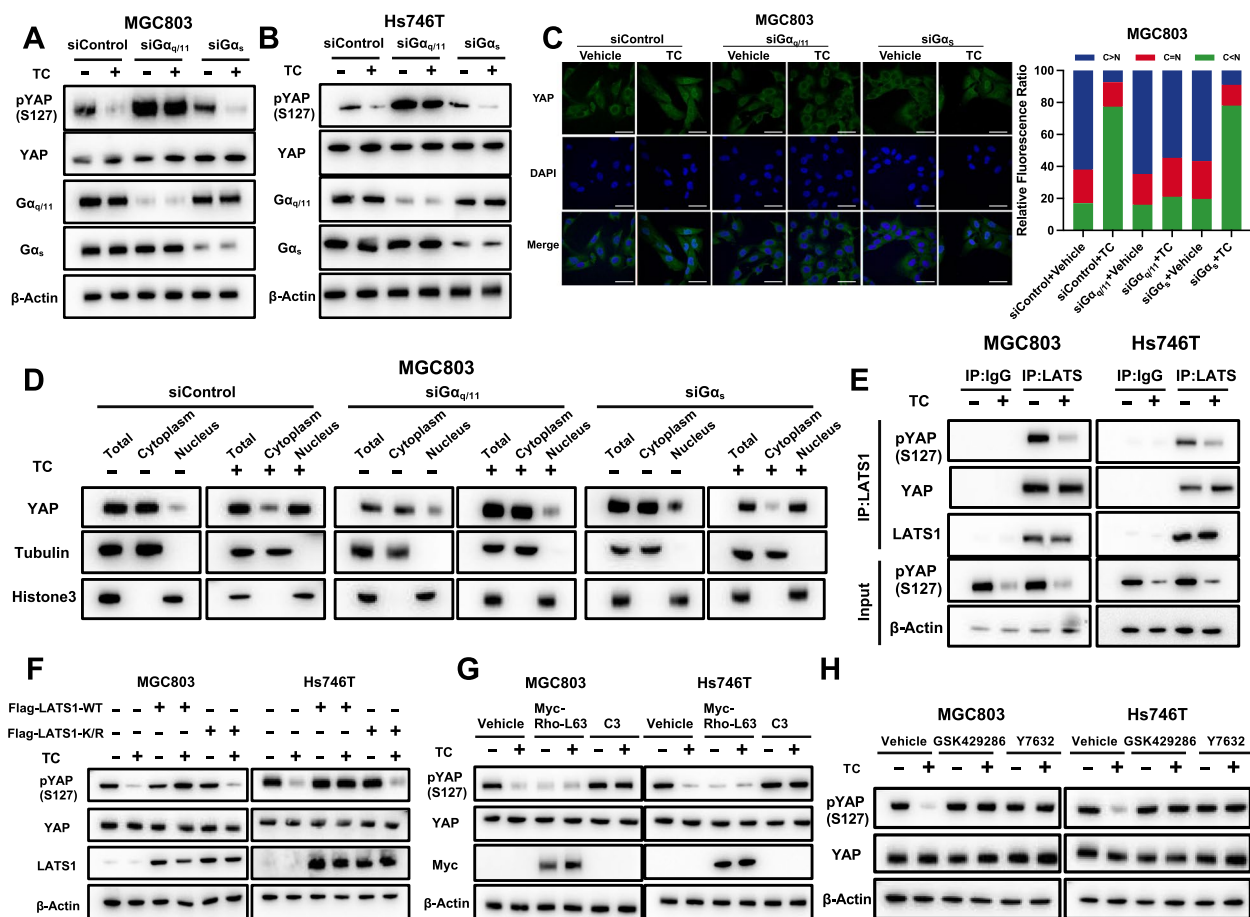 A
MGC803
siControl siGαq/11 siGαs
TC - + - + - +
pYAP
(S127)
YAP
Gαq/11
Gαs
β-Actin
B
Hs746T
siControl siGαq/11 siGαs
TC - + - + - +
pYAP
(S127)
YAP
Gαq/11
Gαs
β-Actin
C
MGC803
siControl siGαq/11 siGαs
Vehicle TC Vehicle TC Vehicle TC
YAP
DAPI
Merge
MGC803
C>N C=N C<N
Relative Fluorescence Ratio
100
80
60
40
20
0
siControl+Vehicle
siControl+TC
siGαq/11+Vehicle
siGαq/11+TC
siGαs+Vehicle
siGαs+TC
D
MGC803
siControl siGαq/11 siGαs
Total Cytoplasm Nucleus Total Cytoplasm Nucleus Total Cytoplasm Nucleus Total Cytoplasm Nucleus Total Cytoplasm Nucleus Total Cytoplasm Nucleus
TC - - - + + + - - - + + + - - - + + +
YAP
Tubulin
Histone3
E
MGC803 Hs746T
IP:IgG IP:LATS IP:IgG IP:LATS
TC - + - + - + - +
IP:LATS1
pYAP
(S127)
YAP
LATS1
Input
pYAP
(S127)
β-Actin
F
MGC803 Hs746T
Flag-LATS1-WT - - + + - - - - + + - -
Flag-LATS1-K/R - - - - + + - - - - + +
TC - + - + - + - + - + - +
pYAP
(S127)
YAP
LATS1
β-Actin
G
MGC803 Hs746T
Vehicle Myc-Rho-L63 C3 Vehicle Myc-Rho-L63 C3
TC - + - + - + - + - + - +
pYAP
(S127)
YAP
Myc
β-Actin
H
MGC803 Hs746T
Vehicle GSK429286 Y7632 Vehicle GSK429286 Y7632
TC - + - + - + - + - + - +
pYAP
(S127)
YAP
β-Actin